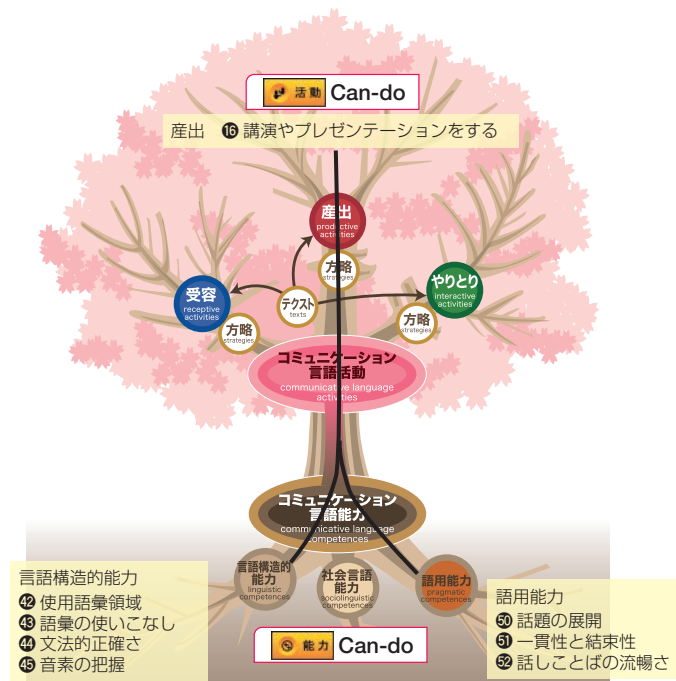 活動 Can-do
産出 ⓰ 講演やプレゼンテーションをする
産出
productive
activities
方略
strategies
受容
receptive
activities
テクスト
texts
やりとり
interactive
activities
方略
strategies
方略
strategies
コミュニケーション
言語活動
communicative language
activities
コミュニケーション
言語能力
communicative language
competences
言語構造的
能力
linguistic
competences
社会言語
能力
sociolinguistic
competences
語用能力
pragmatic
competences
言語構造的能力
㊷ 使用語彙領域
㊸ 語彙の使いこなし
㊹ 文法的正確さ
㊺ 音素の把握
語用能力
㊿ 話題の展開
51 一貫性と結束性
52 話しことばの流暢さ
能力 Can-do